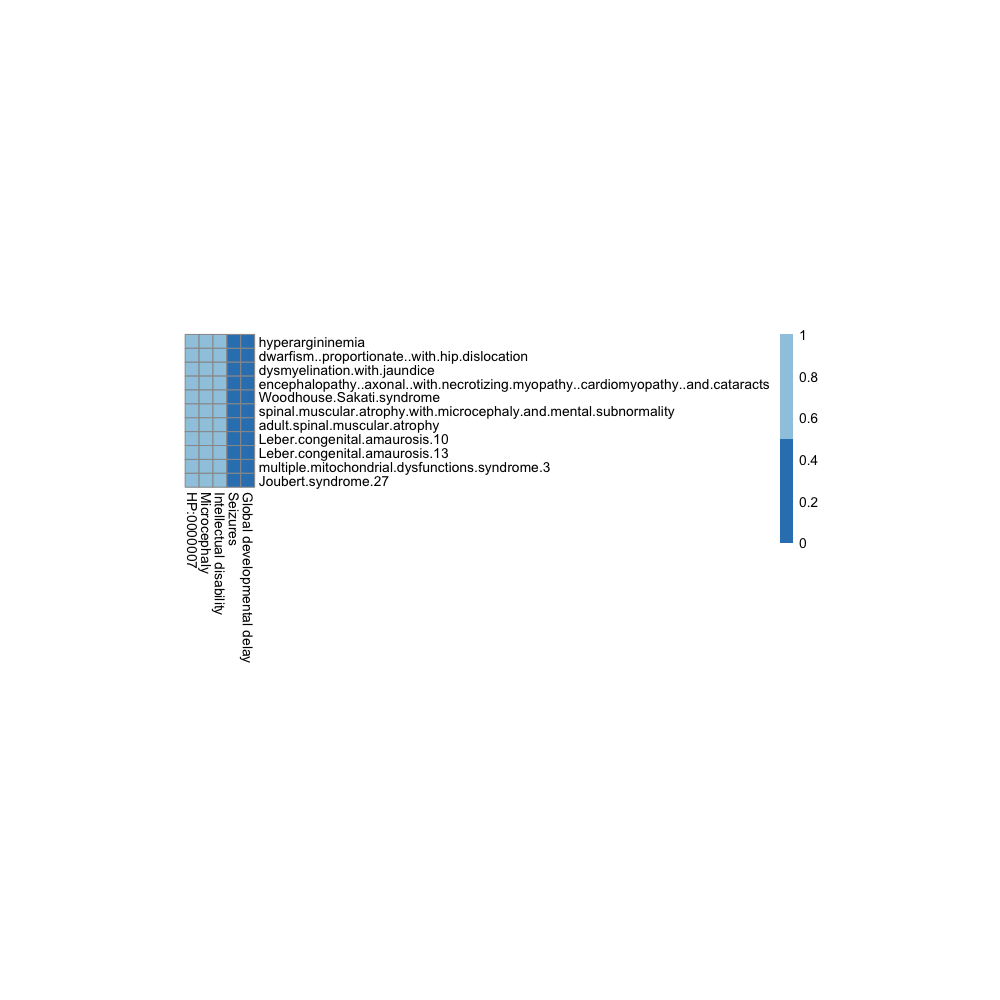 hyperargininemia
dwarfism..proportionate..with.hip.dislocation
dysmyelination.with.jaundice
encephalopathy..axonal..with.necrotizing.myopathy..cardiomyopathy..and.cataracts
Woodhouse.Sakati.syndrome
spinal.muscular.atrophy.with.microcephaly.and.mental.subnormality
adult.spinal.muscular.atrophy
Leber.congenital.amaurosis.10
Leber.congenital.amaurosis.13
multiple.mitochondrial.dysfunctions.syndrome.3
Joubert.syndrome.27
HP:0000007
Microcephaly
Intellectual disability
Seizures
Global developmental delay
1
0.8
0.6
0.4
0.2
0